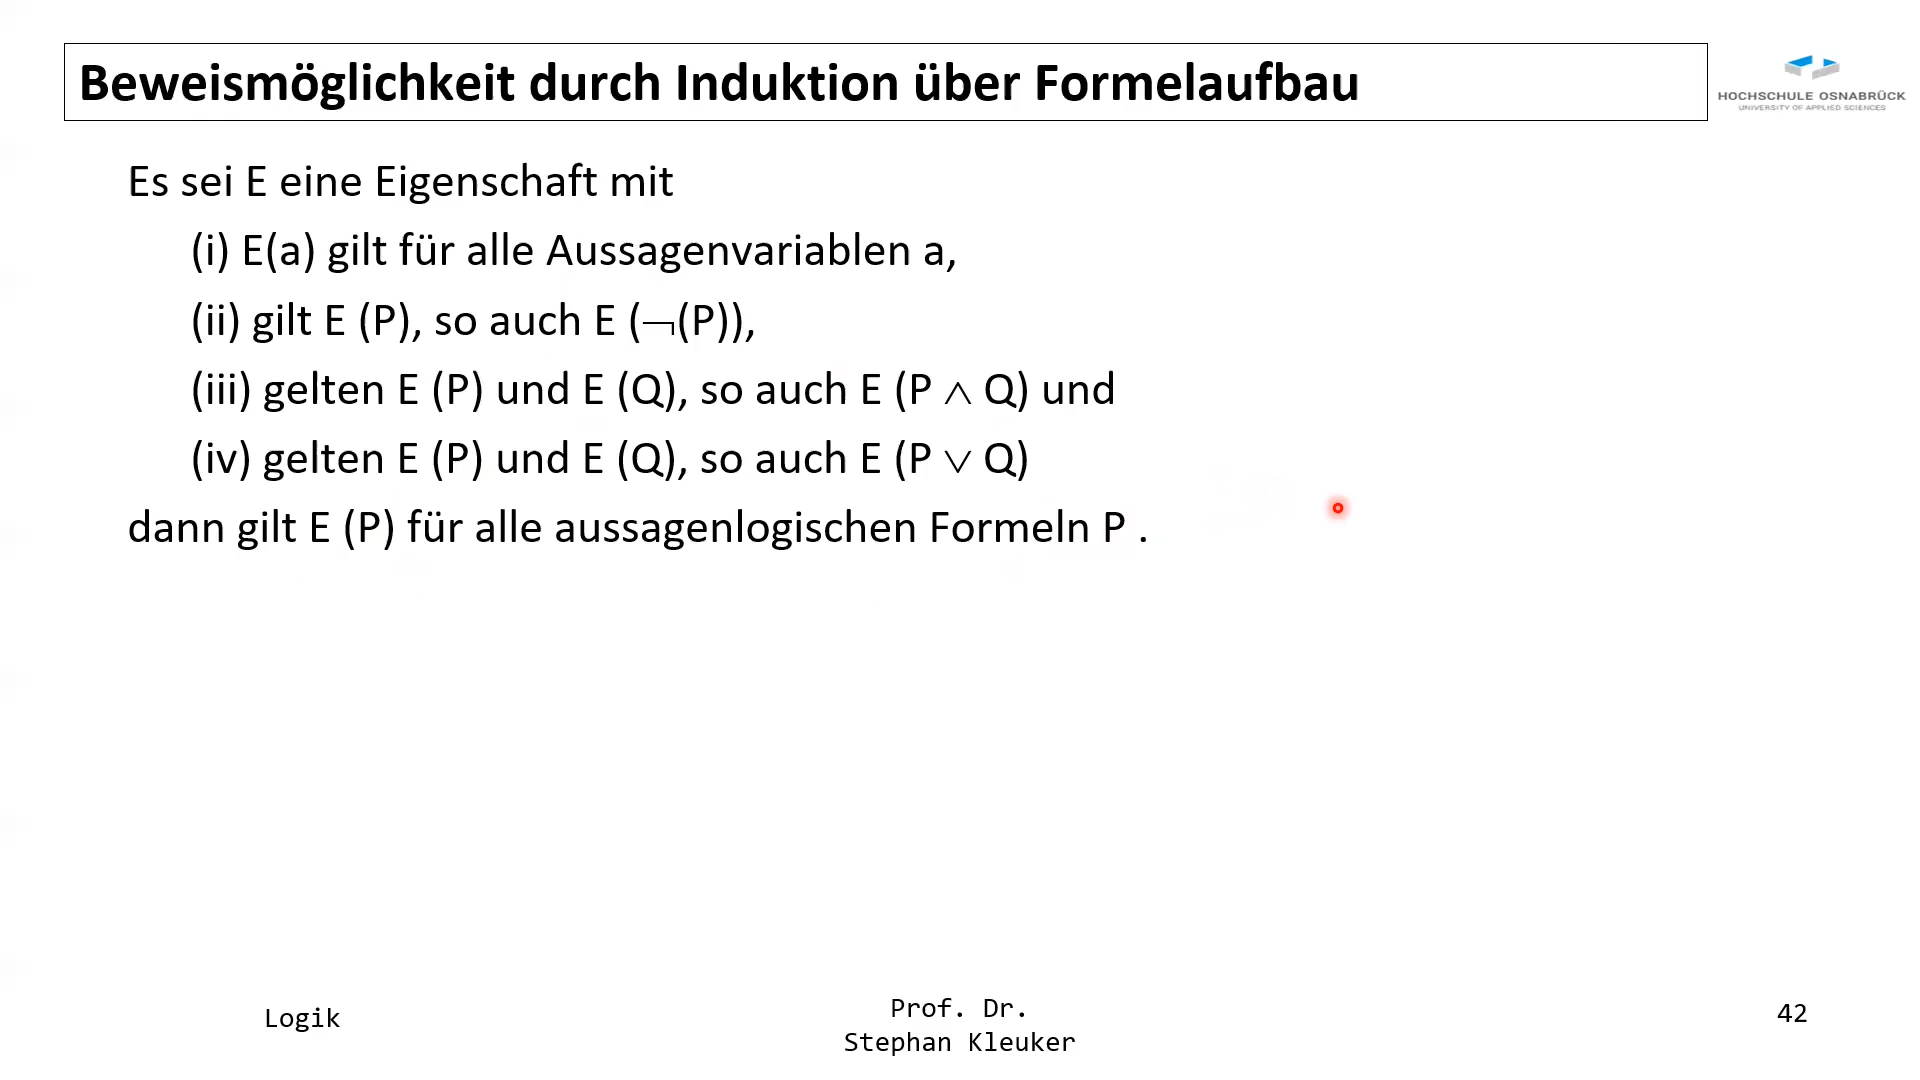 Beweismöglichkeit durch Induktion über Formelaufbau
HOCHSCHULE OSNABRÜCK
UNIVERSITY OF APPLIED SCIENCES
Es sei E eine Eigenschaft mit
(i) E(a) gilt für alle Aussagenvariablen a,
(ii) gilt E (P), so auch E (¬(P)),
(iii) gelten E (P) und E (Q), so auch E (P ∧ Q) und
(iv) gelten E (P) und E (Q), so auch E (P ∨ Q)
dann gilt E (P) für alle aussagenlogischen Formeln P .
Logik
Prof. Dr.
Stephan Kleuker
42